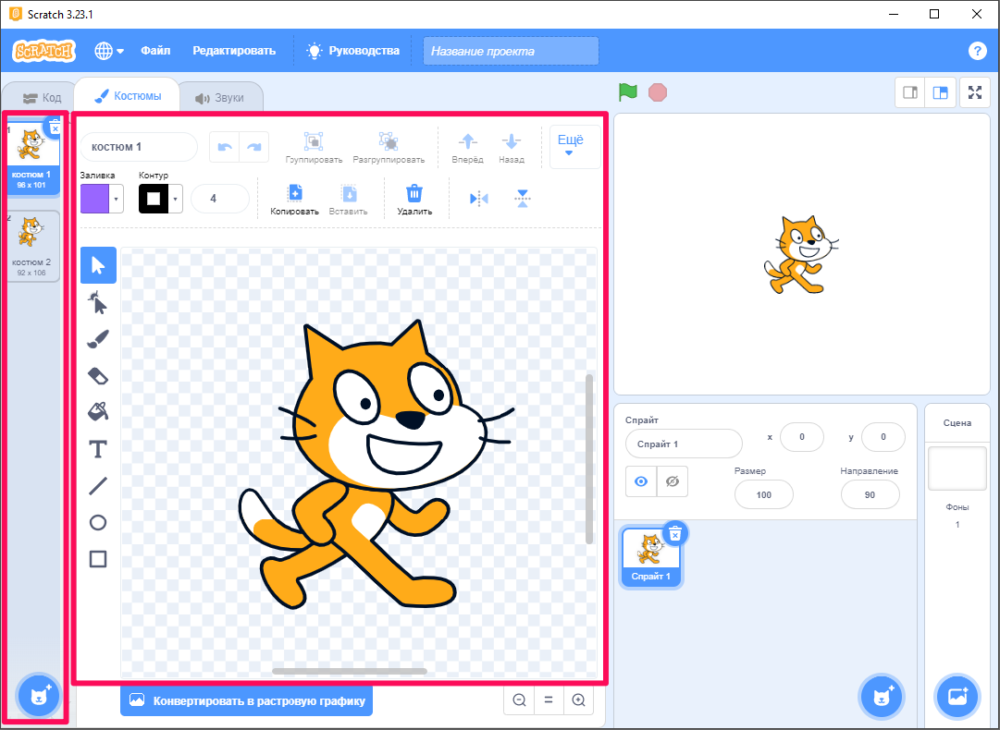 Scratch 3.23.1
SCRATCH
Файл
Редактировать
Руководства
Название проекта
?
Код
Костюмы
Звуки
1
костюм 1
96 x 101
2
костюм 2
92 x 106
костюм 1
Группировать
Разгруппировать
Вперёд
Назад
Ещё
Заливка
Контур
4
Копировать
Вставить
Удалить
T
Конвертировать в растровую графику
Спрайт
Спрайт 1
x
0
y
0
Размер
100
Направление
90
Спрайт 1
Сцена
Фоны
1